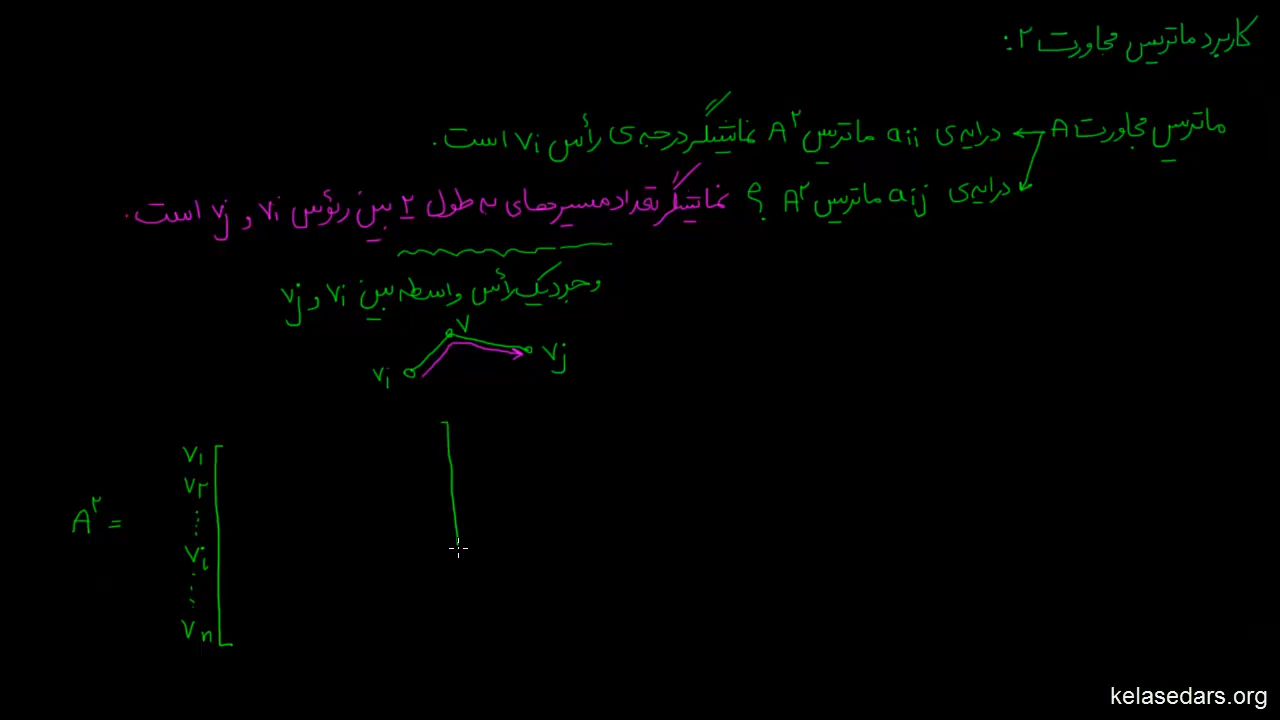 کاربرد ماتریس مجاورت ۲ :
ماتریس مجاورت A ← درایه‌ی aii ماتریس A² نمایشگر درجه‌ی رأس vi است.
درایه‌ی aij ماتریس A² ؟ نمایشگر تعداد مسیرهای به طول ۲ بین رئوس vi و vj است.
وجود یک رأس واسطه بین vi و vj
v
vi vj
v۱
v۲
A² =
vi
vn
kelasedars.org